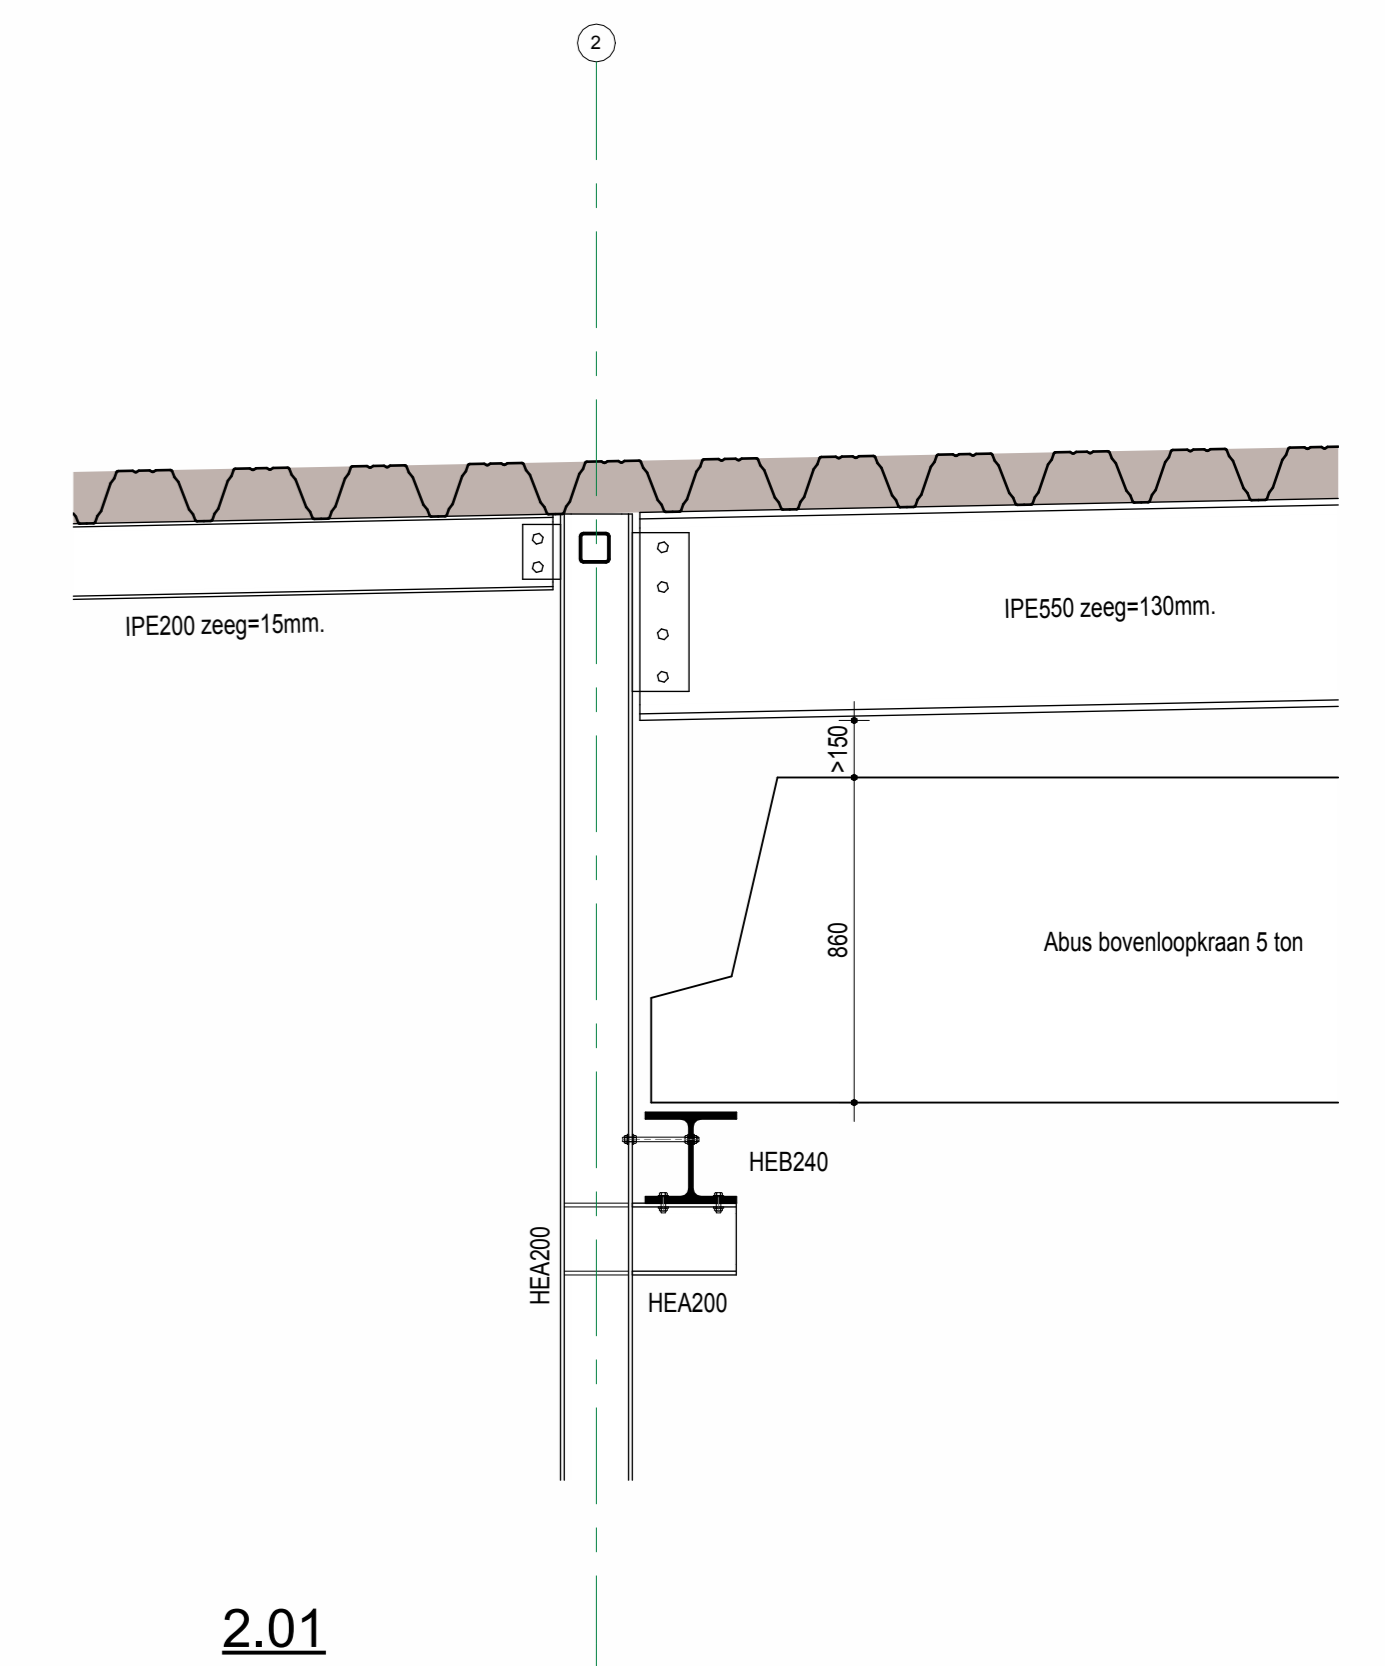 2
IPE200 zeeg=15mm.
IPE550 zeeg=130mm.
>150
860
Abus bovenloopkraan 5 ton
HEB240
HEA200
HEA200
2.01